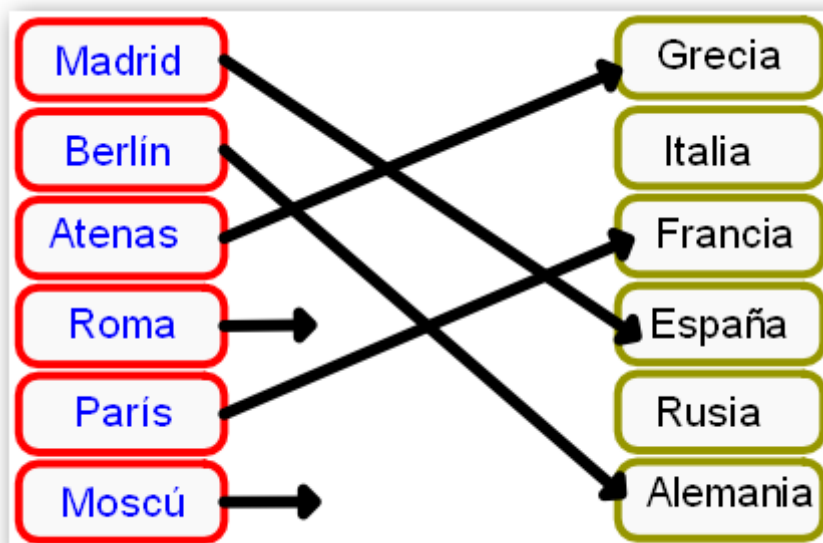 Madrid
Berlín
Atenas
Roma
París
Moscú
Grecia
Italia
Francia
España
Rusia
Alemania